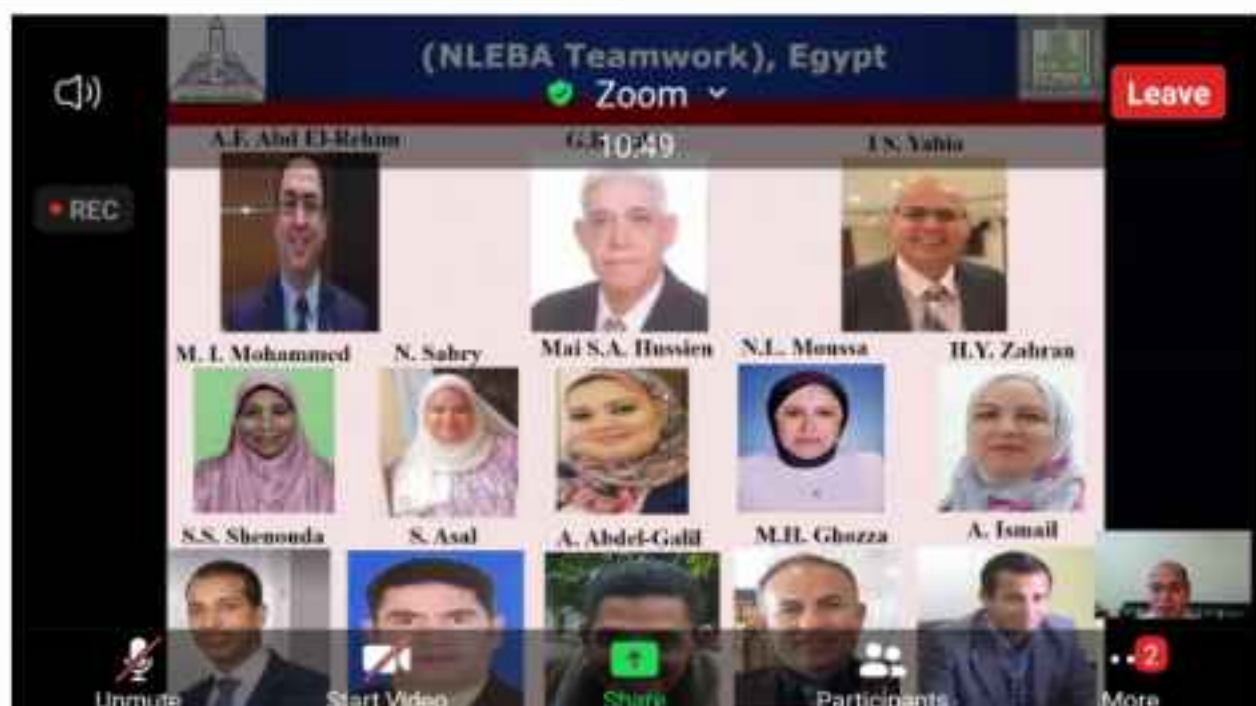 (NLEBA Teamwork), Egypt
Zoom
Leave
A.F. Abd El-Rehim
10:49
I S. Yahia
REC
M. I. Mohammed
N. Sabry
Mai S.A. Hussien
N.L. Moussa
H.Y. Zahran
S.S. Shenouda
S. Asal
A. Abdel-Galil
M.H. Ghozza
A. Ismail
2
Unmute
Start Video
Share
Participants
More